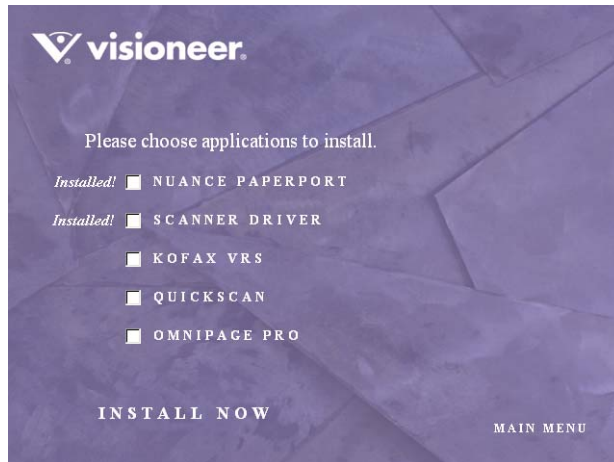 visioneer.
Please choose applications to install.
Installed! NUANCE PAPERPORT
Installed! SCANNER DRIVER
KOFAX VRS
QUICKSCAN
OMNIPAGE PRO
INSTALL NOW
MAIN MENU